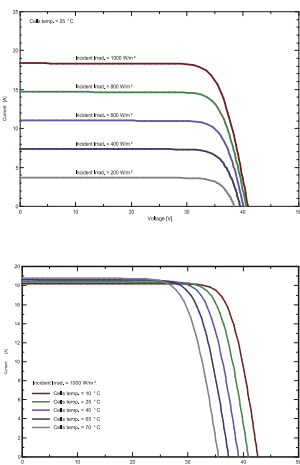 25
Cells temp. = 25 °C
20
Incident Irrad. = 1000 W/m²
15
Incident Irrad. = 800 W/m²
Incident Irrad. = 600 W/m²
10
Incident Irrad. = 400 W/m²
5
Incident Irrad. = 200 W/m²
0
Current [A]
0 10 20 30 40 50
Voltage [V]
20
18
16
14
12
10
8
Incident Irrad. = 1000 W/m²
Cells temp. = 10 °C
6
Cells temp. = 25 °C
4
Cells temp. = 40 °C
Cells temp. = 55 °C
2
Cells temp. = 70 °C
0
Current [A]
0 10 20 30 40 50